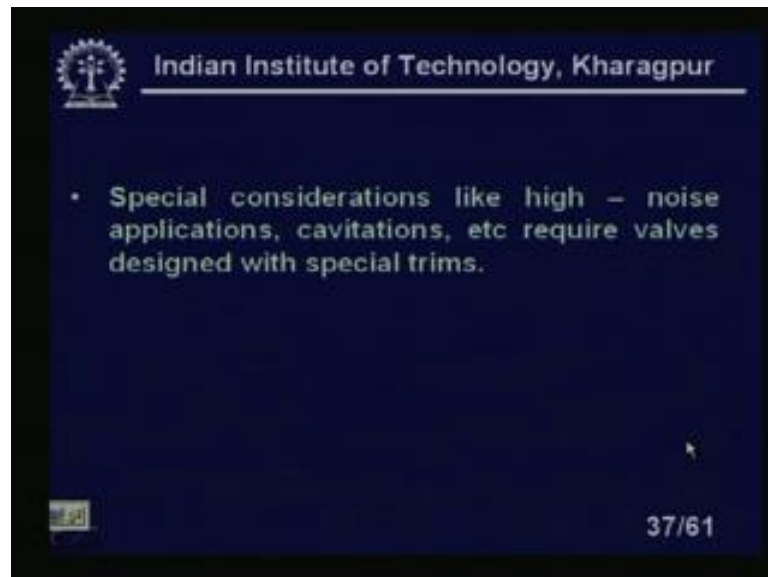 Indian Institute of Technology, Kharagpur
• Special considerations like high – noise
applications, cavitations, etc require valves
designed with special trims.
37/61